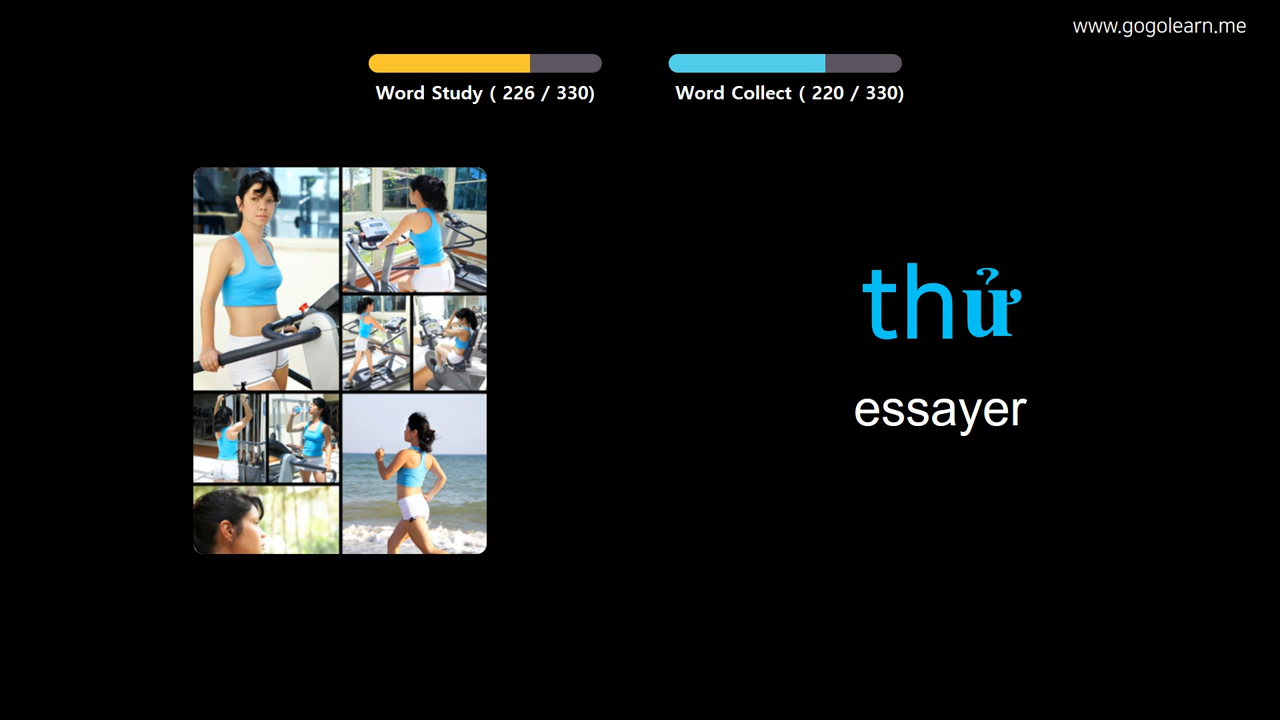 www.gogolearn.me
Word Study ( 226 / 330)
Word Collect ( 220 / 330)
thử
essayer